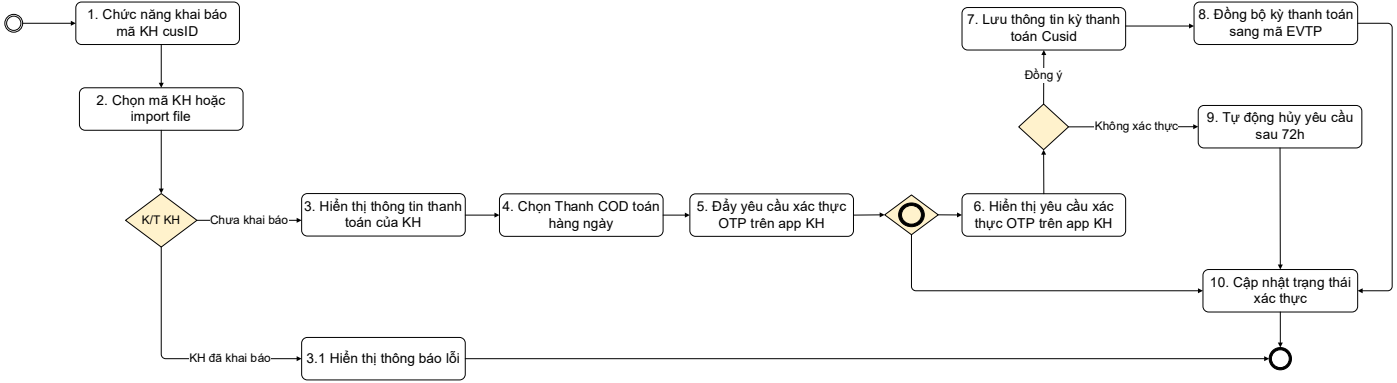 1. Chức năng khai báo
mã KH cusID
2. Chọn mã KH hoặc
import file
K/T KH
Chưa khai báo
3. Hiển thị thông tin thanh
toán của KH
4. Chọn Thanh COD toán
hàng ngày
5. Đẩy yêu cầu xác thực
OTP trên app KH
6. Hiển thị yêu cầu xác
thực OTP trên app KH
Đồng ý
7. Lưu thông tin kỳ thanh
toán Cusid
8. Đồng bộ kỳ thanh toán
sang mã EVTP
Không xác thực
9. Tự động hủy yêu cầu
sau 72h
10. Cập nhật trạng thái
xác thực
KH đã khai báo
3.1 Hiển thị thông báo lỗi